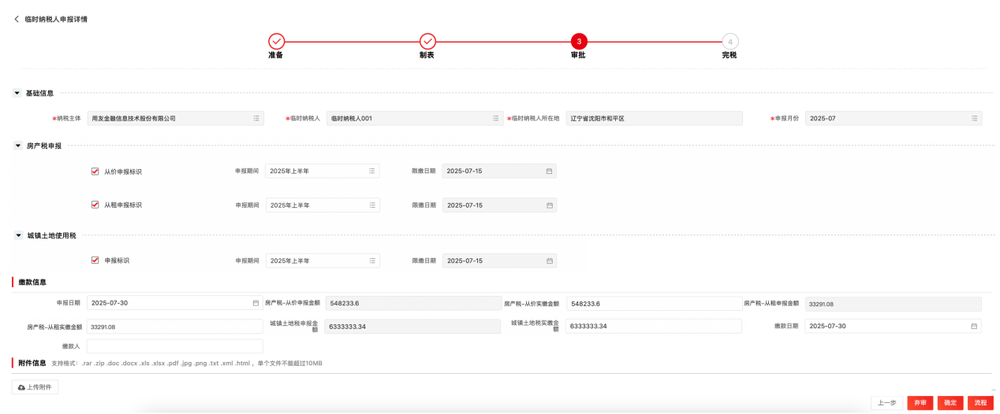 临时纳税人申报详情
3 4
准备 制表 审批 完税
基础信息
*纳税主体 用友金融信息技术股份有限公司 *临时纳税人 临时纳税人001 *临时纳税人所在地 辽宁省沈阳市和平区 *申报月份 2025-07
房产税申报
从价申报标识 申报期间 2025年上半年 限缴日期 2025-07-15
从租申报标识 申报期间 2025年上半年 限缴日期 2025-07-15
城镇土地使用税
申报标识 申报期间 2025年上半年 限缴日期 2025-07-15
缴款信息
申报日期 2025-07-30 房产税–从价申报金额 548233.6 房产税–从价实缴金额 548233.6 房产税–从租申报金额 33291.08
房产税–从租实缴金额 33291.08 城镇土地税申报金额 6333333.34 城镇土地税实缴金额 6333333.34 缴款日期 2025-07-30
缴款人
附件信息 支持格式：.rar .zip .doc .docx .xls .xlsx .pdf .jpg .png .txt .xml .html ，单个文件不能超过10MB
上传附件
上一步 弃审 确定 流程